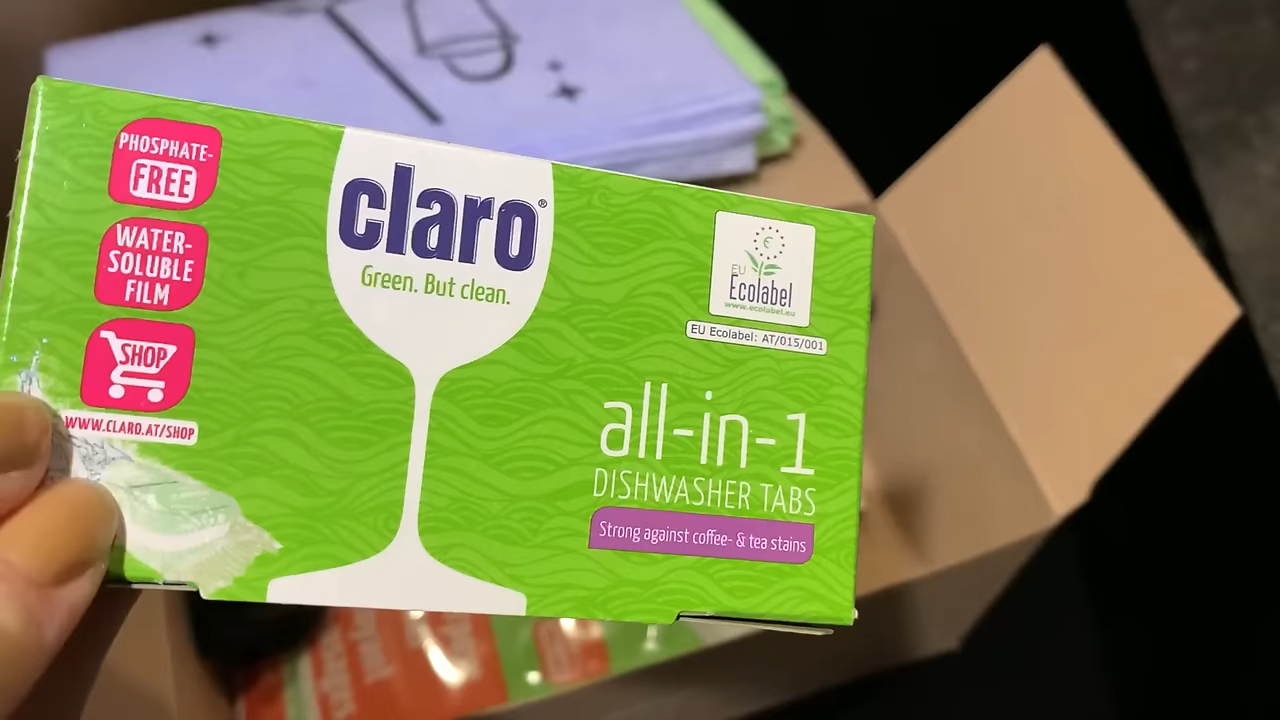 PHOSPHATE-
FREE
WATER-
SOLUBLE
FILM
SHOP
WWW.CLARO.AT/SHOP
claro®
Green. But clean.
EU
Ecolabel
www.ecolabel.eu
EU Ecolabel: AT/015/001
all-in-1
DISHWASHER TABS
Strong against coffee- & tea stains